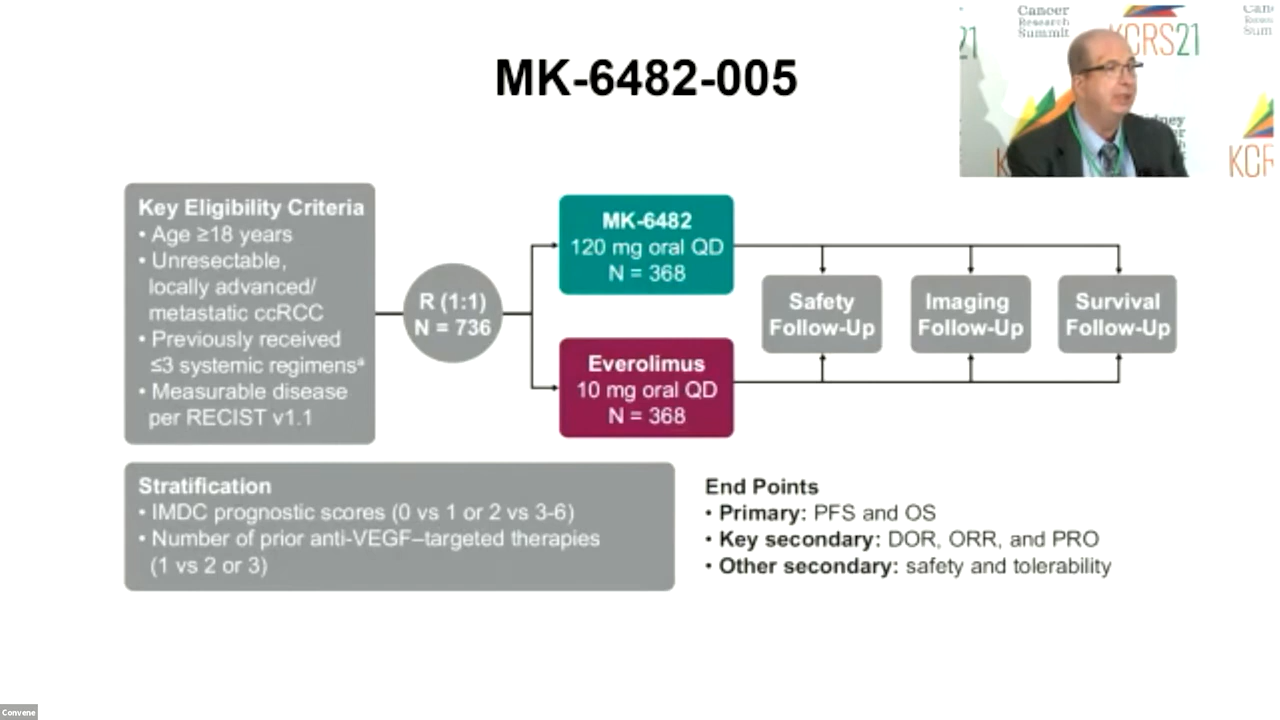 MK-6482-005
Cancer
Research
Summit
KCRS21
21
Key Eligibility Criteria
• Age ≥18 years
• Unresectable,
locally advanced/
metastatic ccRCC
• Previously received
≤3 systemic regimensᵃ
• Measurable disease
per RECIST v1.1
R (1:1)
N = 736
MK-6482
120 mg oral QD
N = 368
Everolimus
10 mg oral QD
N = 368
Safety
Follow-Up
Imaging
Follow-Up
Survival
Follow-Up
Stratification
• IMDC prognostic scores (0 vs 1 or 2 vs 3-6)
• Number of prior anti-VEGF–targeted therapies
(1 vs 2 or 3)
End Points
• Primary: PFS and OS
• Key secondary: DOR, ORR, and PRO
• Other secondary: safety and tolerability
Convene